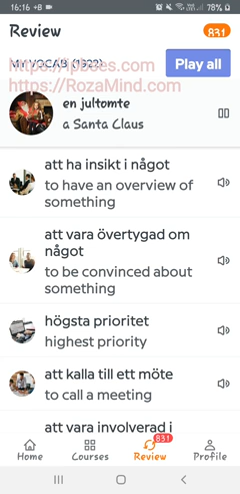 16:16 +B 78%
Review
831
MY VOCAB (1522)
Play all
https://ip8ees.com
https://RozaMind.com
en jultomte
a Santa Claus
att ha insikt i något
to have an overview of
something
att vara övertygad om
något
to be convinced about
something
högsta prioritet
highest priority
att kalla till ett möte
to call a meeting
att vara involverad i
831
Home
Courses
Review
Profile